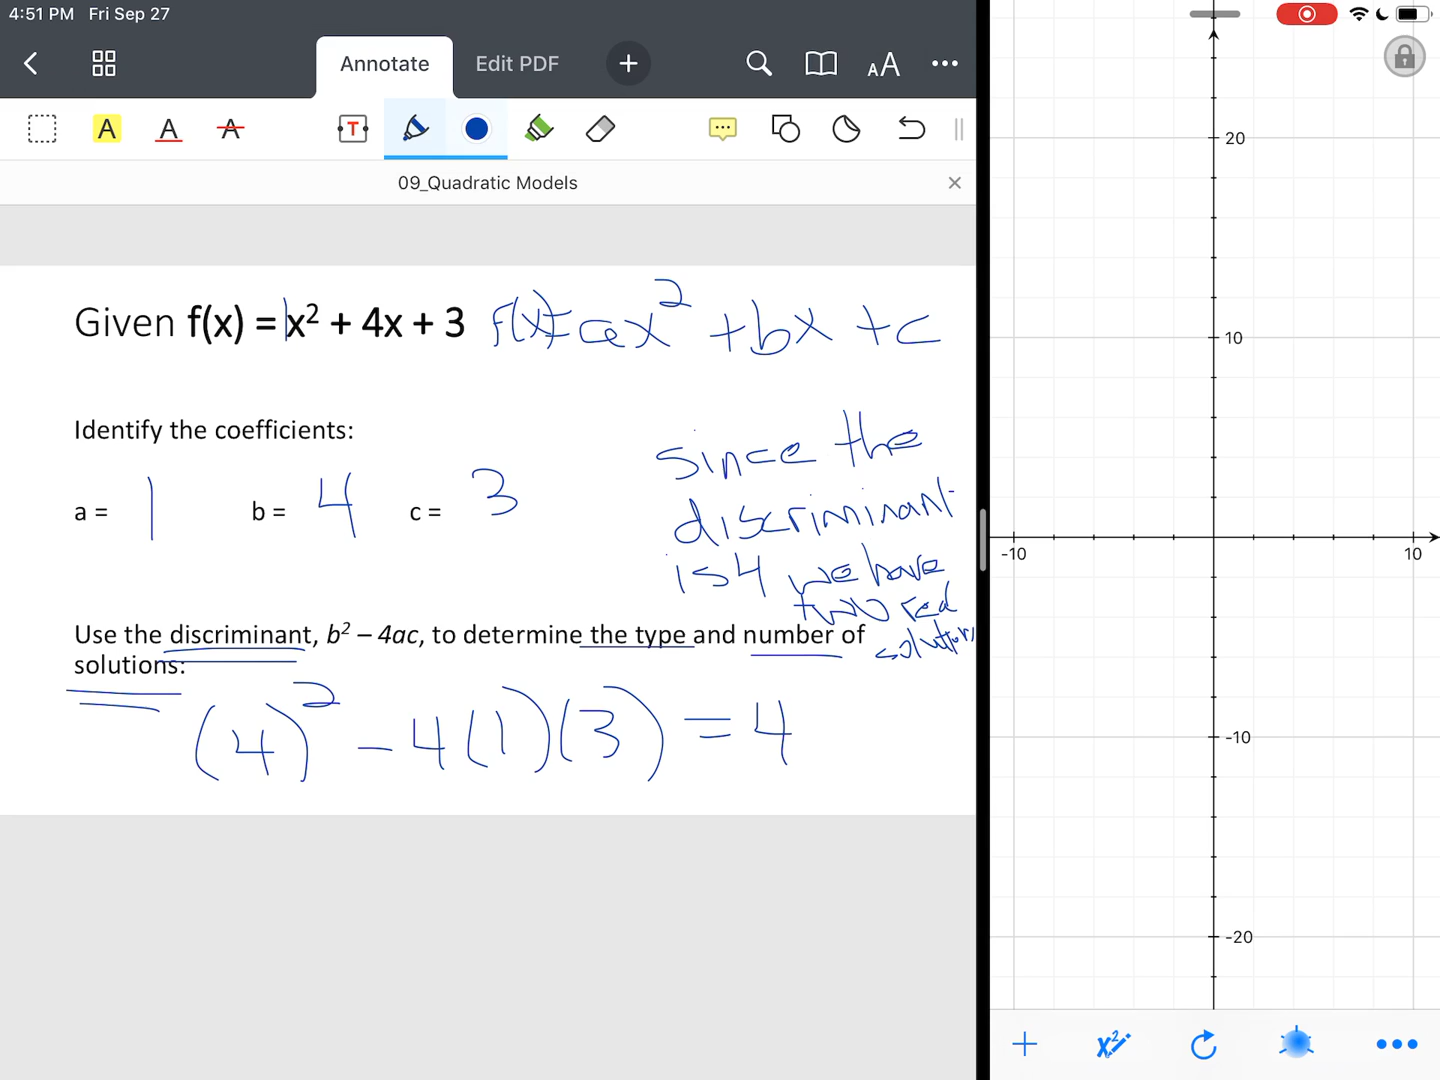 4:51 PM Fri Sep 27
Annotate Edit PDF
A A A T AA
09_Quadratic Models
Given f(x) = 1x² + 4x + 3 f(x)= ax² + bx + c
Identify the coefficients:
a = 1 b = 4 c = 3
since the
discriminant
is 4 we have
two real
solutions
Use the discriminant, b² – 4ac, to determine the type and number of
solutions:
(4)² - 4(1)(3) = 4
20
10
-10 10
-10
-20
x²